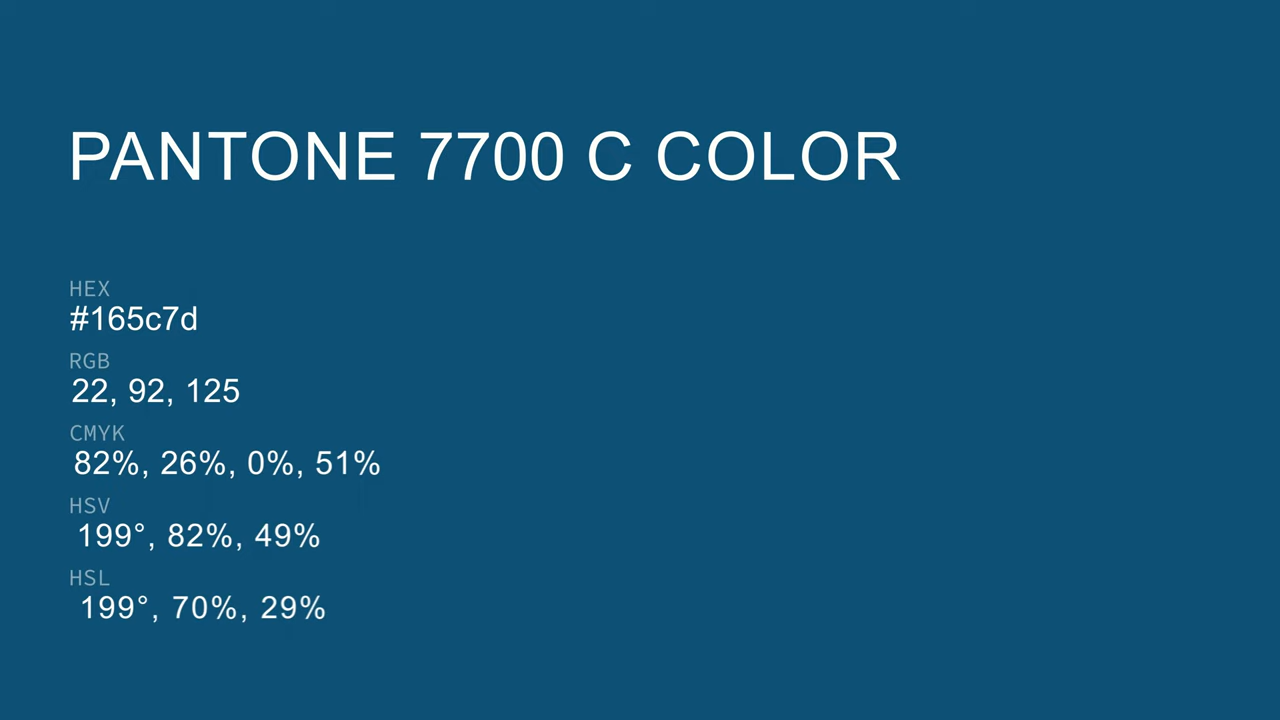 PANTONE 7700 C COLOR
HEX
#165c7d
RGB
22, 92, 125
CMYK
82%, 26%, 0%, 51%
HSV
199°, 82%, 49%
HSL
199°, 70%, 29%